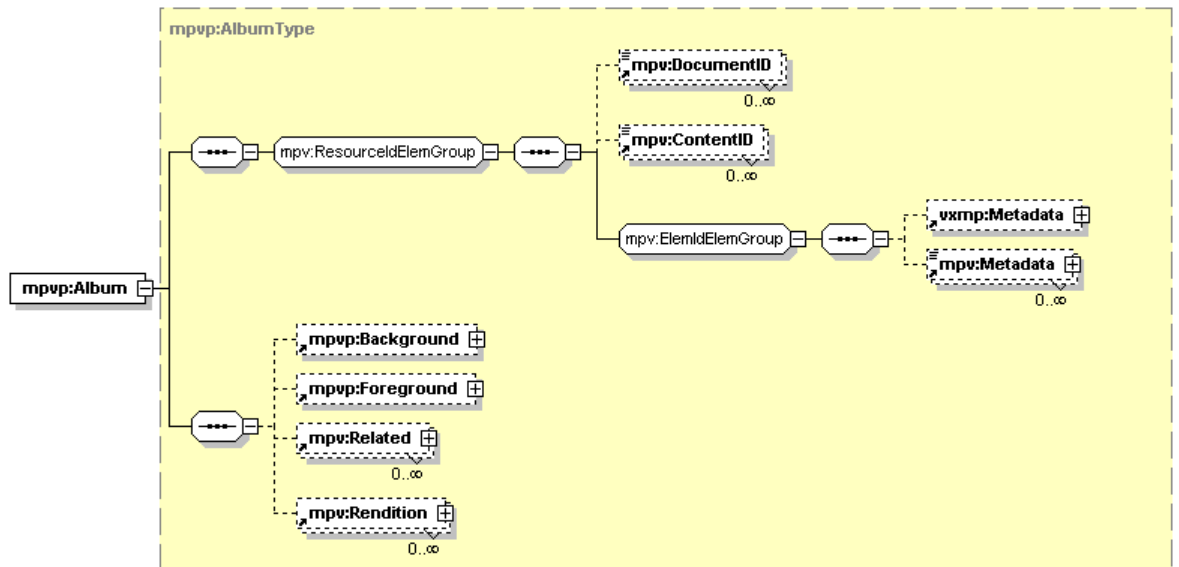 mpvp:AlbumType
mpv:DocumentID
0..∞
mpv:ContentID
0..∞
mpv:ResourceIdElemGroup
vxmp:Metadata
mpv:ElemIdElemGroup
mpv:Metadata
0..∞
mpvp:Album
mpvp:Background
mpvp:Foreground
mpv:Related
0..∞
mpv:Rendition
0..∞